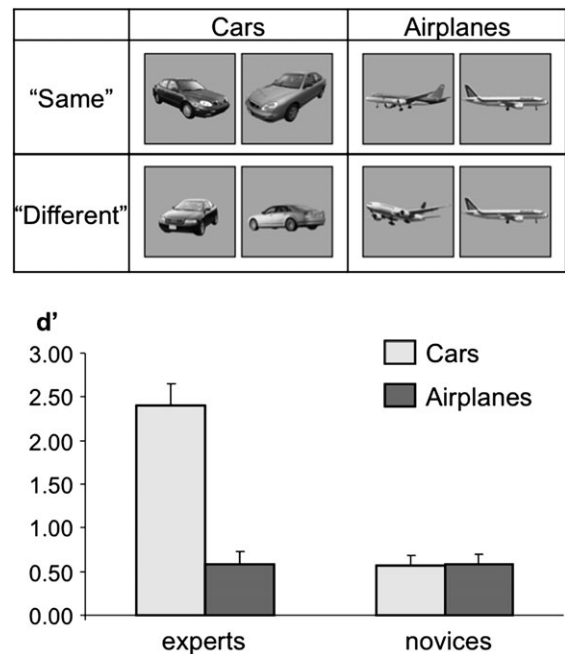 Cars Airplanes
“Same”
“Different”
d’
3.00
2.50
2.00
1.50
1.00
0.50
0.00
Cars
Airplanes
experts novices